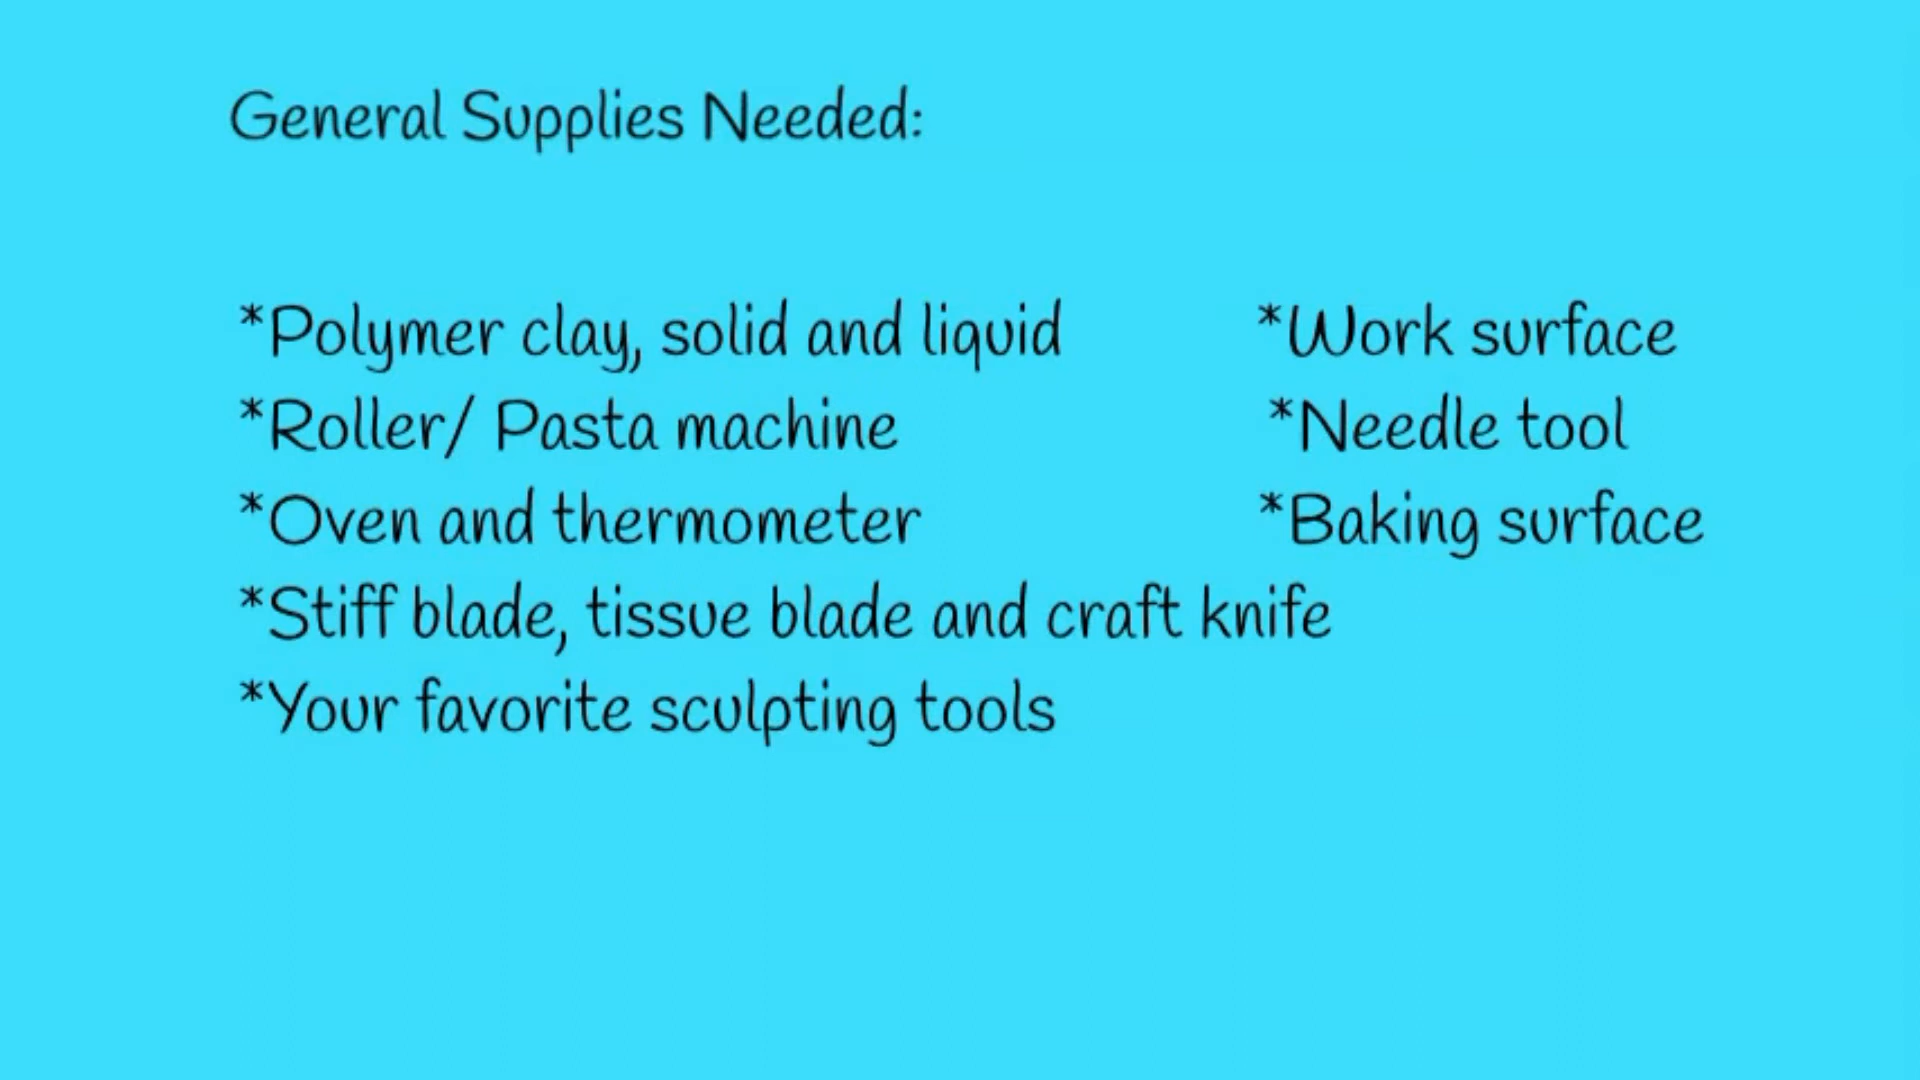 General Supplies Needed:
*Polymer clay, solid and liquid
*Roller/ Pasta machine
*Oven and thermometer
*Stiff blade, tissue blade and craft knife
*Your favorite sculpting tools
*Work surface
*Needle tool
*Baking surface